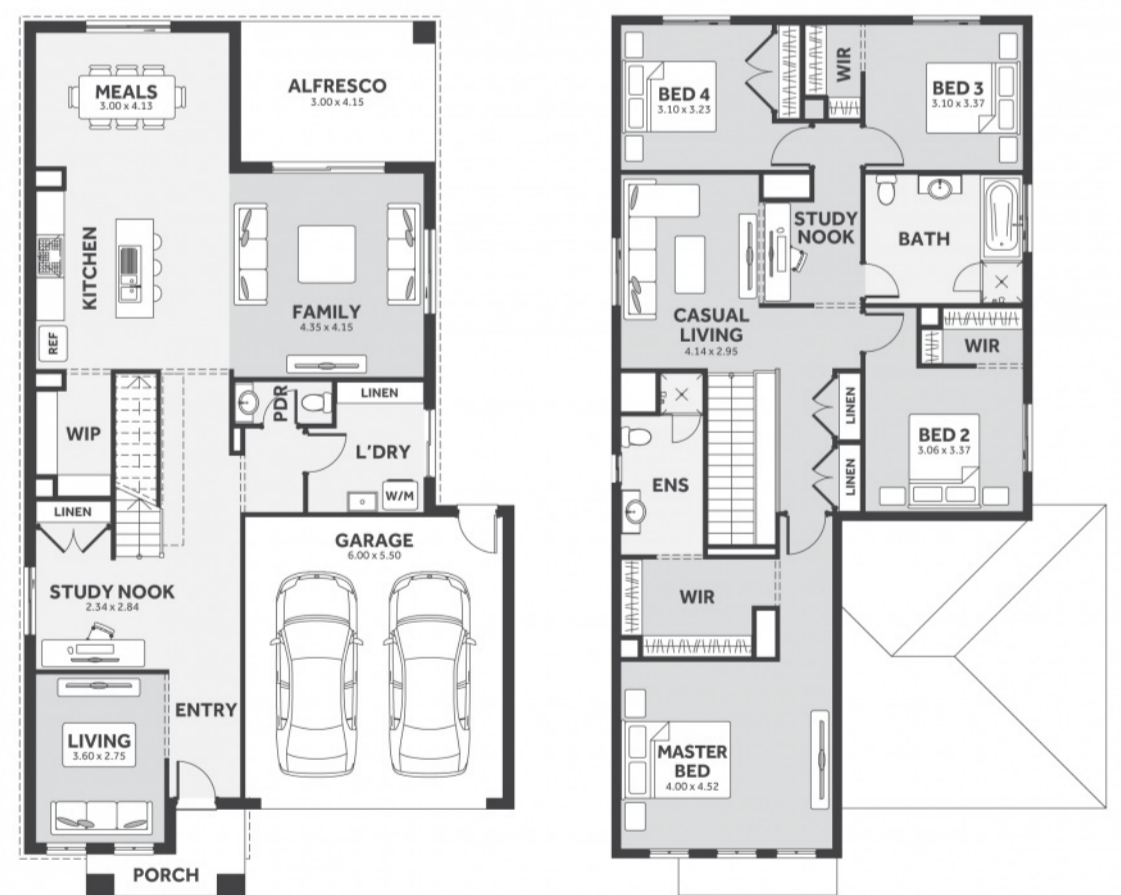 MEALS
3.00 x 4.13
ALFRESCO
3.00 x 4.15
KITCHEN
FAMILY
4.35 x 4.15
REF
WIP
PDR
LINEN
L'DRY
W/M
LINEN
GARAGE
6.00 x 5.50
STUDY NOOK
2.34 x 2.84
ENTRY
LIVING
3.60 x 2.75
PORCH
BED 4
3.10 x 3.23
WIR
BED 3
3.10 x 3.37
STUDY
NOOK
BATH
CASUAL
LIVING
4.14 x 2.95
WIR
LINEN
BED 2
3.06 x 3.37
LINEN
ENS
WIR
MASTER
BED
4.00 x 4.52